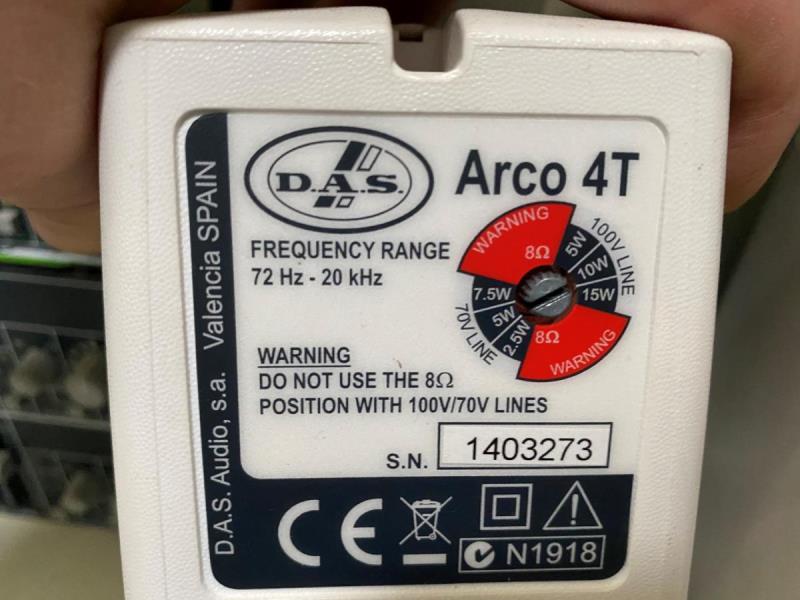 D.A.S.
Arco 4T
FREQUENCY RANGE
72 Hz - 20 kHz
WARNING
8Ω
5W
10W
15W
100V LINE
7.5W
5W
2.5W
70V LINE
8Ω
WARNING
WARNING
DO NOT USE THE 8Ω
POSITION WITH 100V/70V LINES
S.N. 1403273
D.A.S. Audio, s.a. Valencia SPAIN
CE
N1918